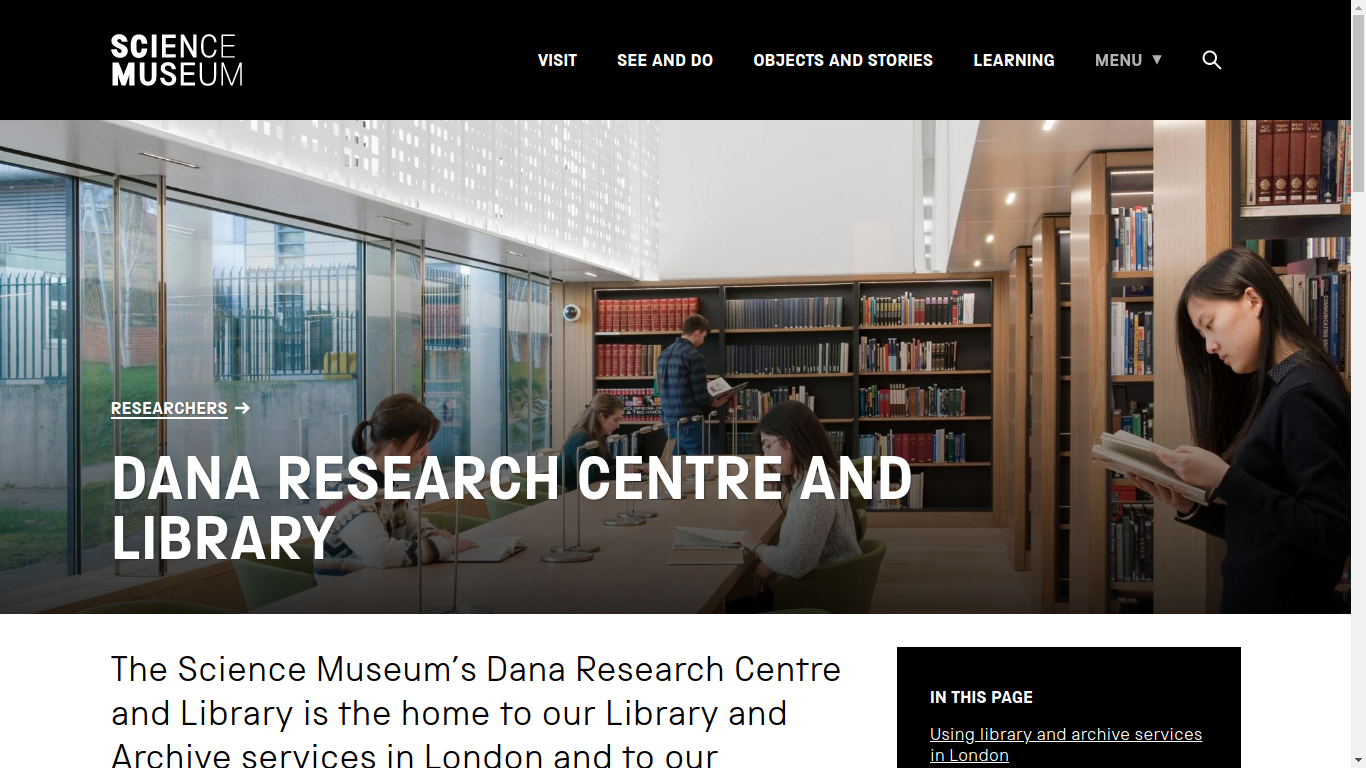 SCIENCE
MUSEUM
VISIT SEE AND DO OBJECTS AND STORIES LEARNING MENU ▼
RESEARCHERS →
DANA RESEARCH CENTRE AND
LIBRARY
The Science Museum’s Dana Research Centre
and Library is the home to our Library and
Archive services in London and to our
IN THIS PAGE
Using library and archive services
in London